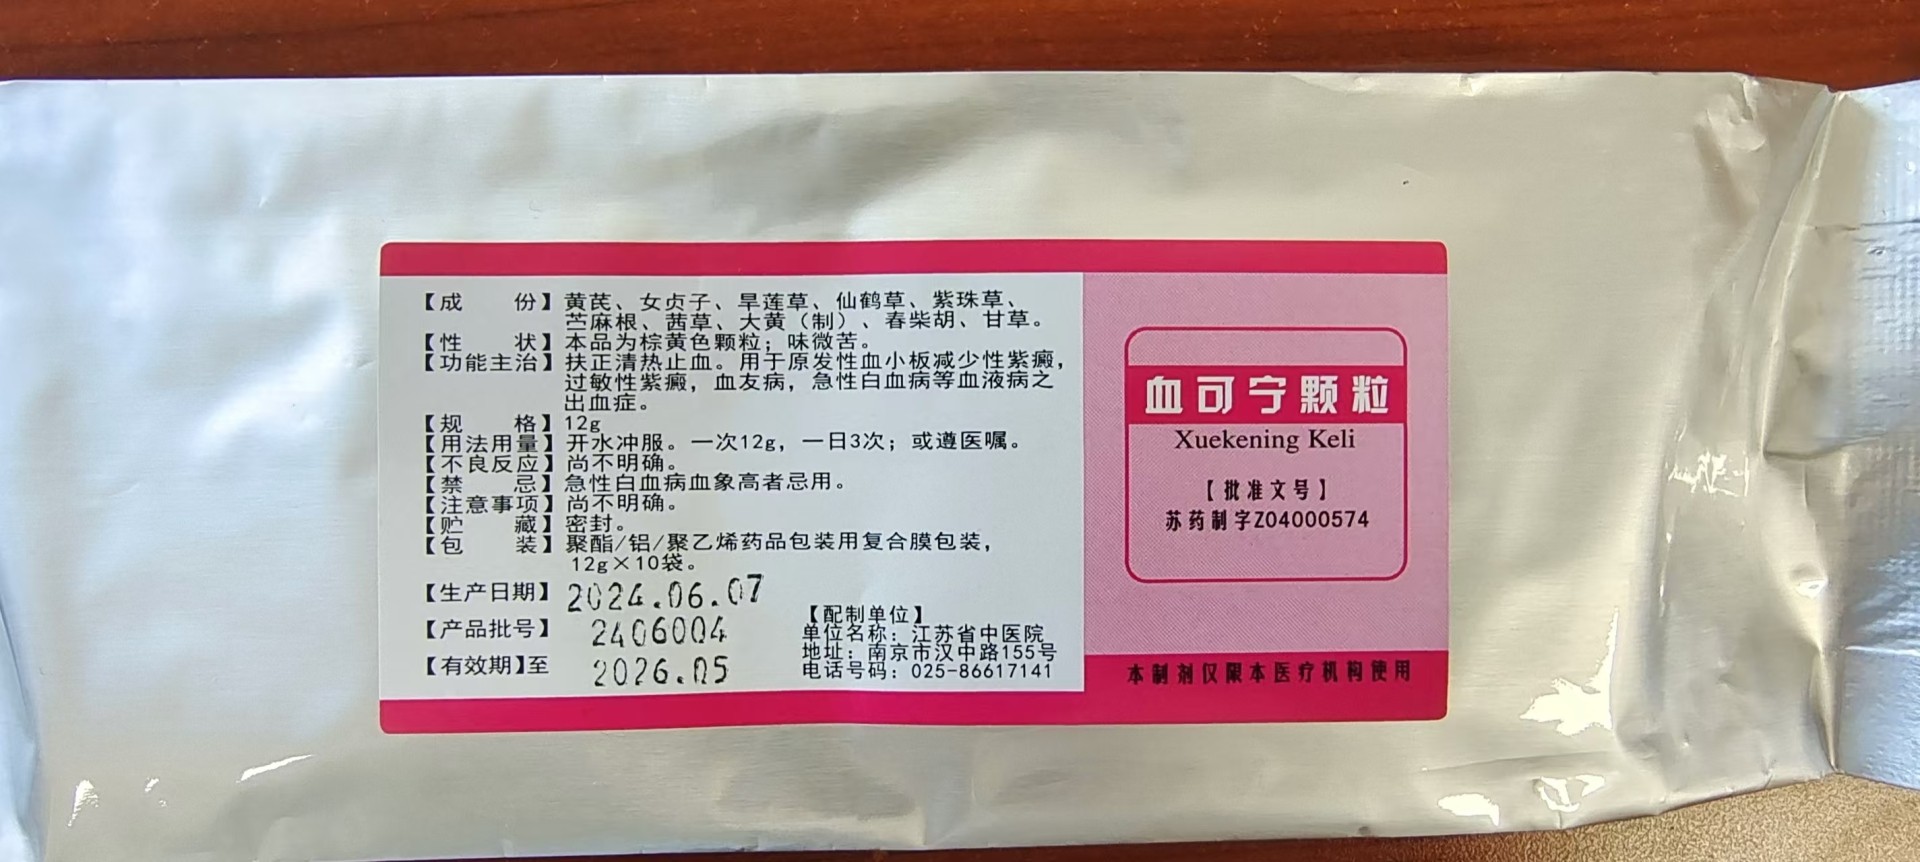 【成　　份】黄芪、女贞子、旱莲草、仙鹤草、紫珠草、
苎麻根、茜草、大黄（制）、春柴胡、甘草。
【性　　状】本品为棕黄色颗粒；味微苦。
【功能主治】扶正清热止血。用于原发性血小板减少性紫癜，
过敏性紫癜，血友病，急性白血病等血液病之
出血症。
【规　　格】12g
【用法用量】开水冲服。一次12g，一日3次；或遵医嘱。
【不良反应】尚不明确。
【禁　　忌】急性白血病血象高者忌用。
【注意事项】尚不明确。
【贮　　藏】密封。
【包　　装】聚酯/铝/聚乙烯药品包装用复合膜包装，
12g×10袋。
【生产日期】2024.06.07
【产品批号】2406004
【有效期】至 2026.05
【配制单位】
单位名称：江苏省中医院
地址：南京市汉中路155号
电话号码：025-86617141
血可宁颗粒
Xuekening Keli
【批准文号】
苏药制字Z04000574
本制剂仅限本医疗机构使用